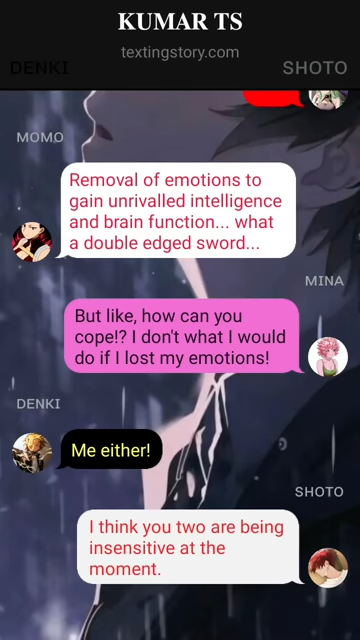 KUMAR TS
textingstory.com
DENKI
SHOTO
MOMO
Removal of emotions to
gain unrivalled intelligence
and brain function... what
a double edged sword...
MINA
But like, how can you
cope!? I don't what I would
do if I lost my emotions!
DENKI
Me either!
SHOTO
I think you two are being
insensitive at the
moment.